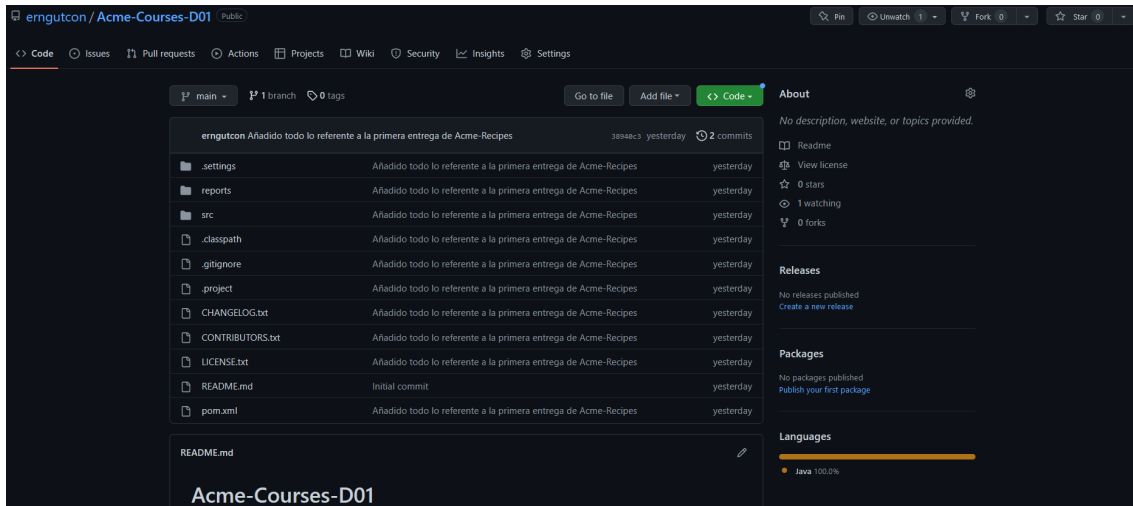 erngutcon / Acme-Courses-D01 Public
Pin
Unwatch 1
Fork 0
Star 0
Code
Issues
Pull requests
Actions
Projects
Wiki
Security
Insights
Settings
main
1 branch
0 tags
Go to file
Add file
Code
erngutcon Añadido todo lo referente a la primera entrega de Acme-Recipes 38940c3 yesterday 2 commits
.settings Añadido todo lo referente a la primera entrega de Acme-Recipes yesterday
reports Añadido todo lo referente a la primera entrega de Acme-Recipes yesterday
src Añadido todo lo referente a la primera entrega de Acme-Recipes yesterday
.classpath Añadido todo lo referente a la primera entrega de Acme-Recipes yesterday
.gitignore Añadido todo lo referente a la primera entrega de Acme-Recipes yesterday
.project Añadido todo lo referente a la primera entrega de Acme-Recipes yesterday
CHANGELOG.txt Añadido todo lo referente a la primera entrega de Acme-Recipes yesterday
CONTRIBUTORS.txt Añadido todo lo referente a la primera entrega de Acme-Recipes yesterday
LICENSE.txt Añadido todo lo referente a la primera entrega de Acme-Recipes yesterday
README.md Initial commit yesterday
pom.xml Añadido todo lo referente a la primera entrega de Acme-Recipes yesterday
README.md
Acme-Courses-D01
About
No description, website, or topics provided.
Readme
View license
0 stars
1 watching
0 forks
Releases
No releases published
Create a new release
Packages
No packages published
Publish your first package
Languages
Java 100.0%